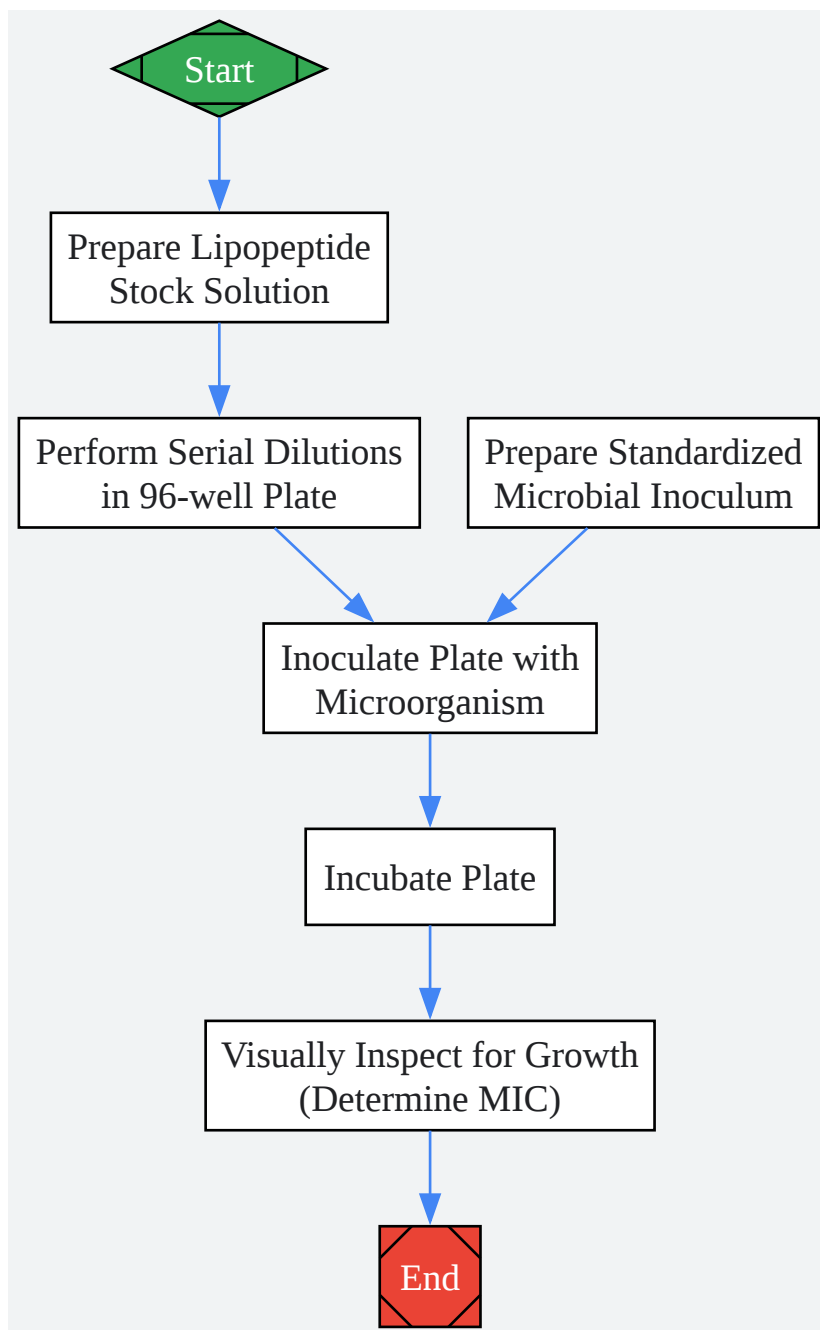 Start
Prepare Lipopeptide
Stock Solution
Perform Serial Dilutions
in 96-well Plate
Prepare Standardized
Microbial Inoculum
Inoculate Plate with
Microorganism
Incubate Plate
Visually Inspect for Growth
(Determine MIC)
End